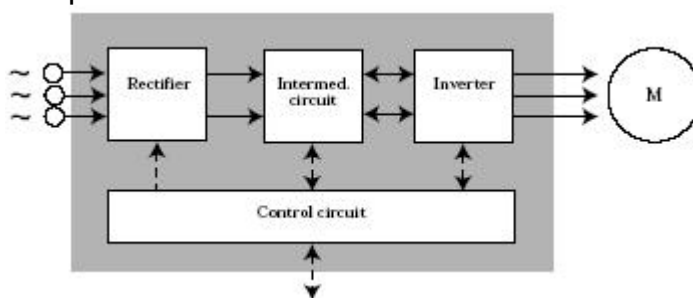 Rectifier
Intermed.
circuit
Inverter
M
Control circuit